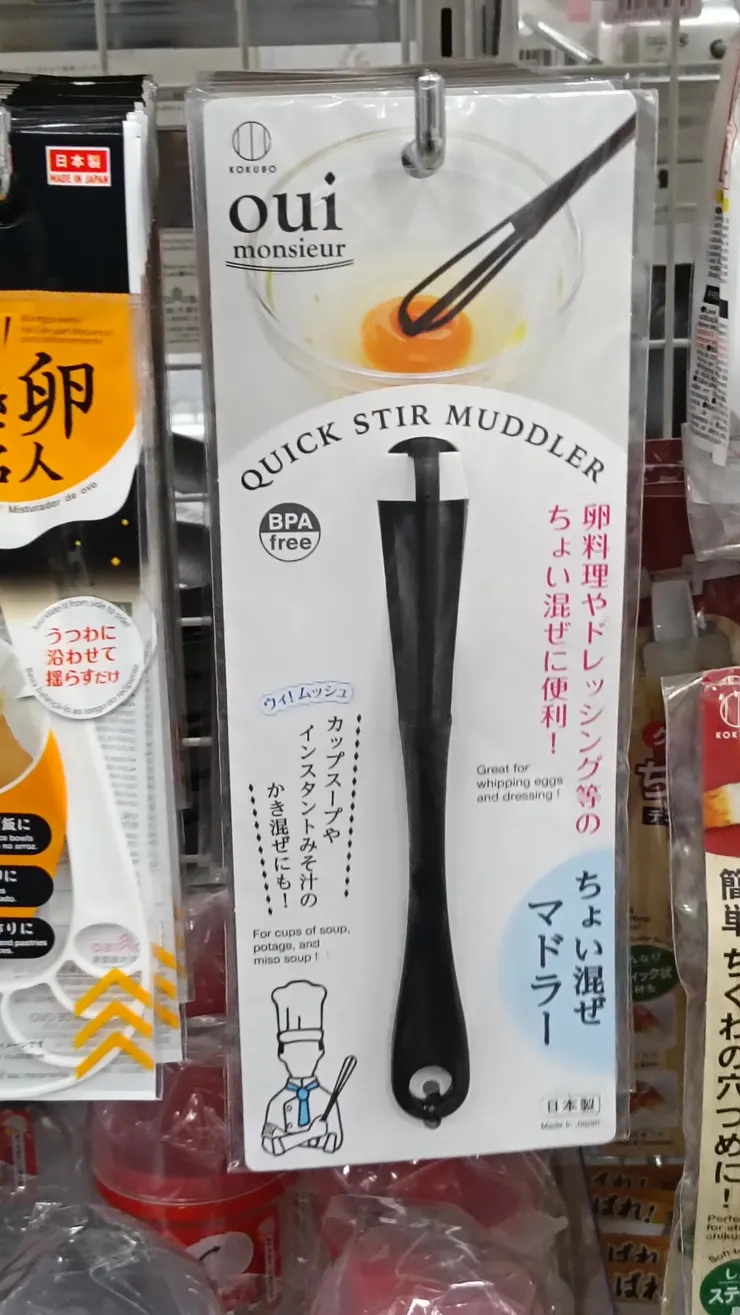 KOKUBO
oui
monsieur
QUICK STIR MUDDLER
BPA
free
卵料理やドレッシング等の
ちょい混ぜに便利！
Great for
whipping eggs
and dressing !
ウィ！ムッシュ
カップスープや
インスタントみそ汁の
かき混ぜにも！
For cups of soup,
potage, and
miso soup !
ちょい混ぜ
マドラー
日本製
Made in Japan
日本製
MADE IN JAPAN
卵
人
Misturador de ovo
うつわに
沿わせて
揺らすだけ
簡単ちくわの穴つめに！